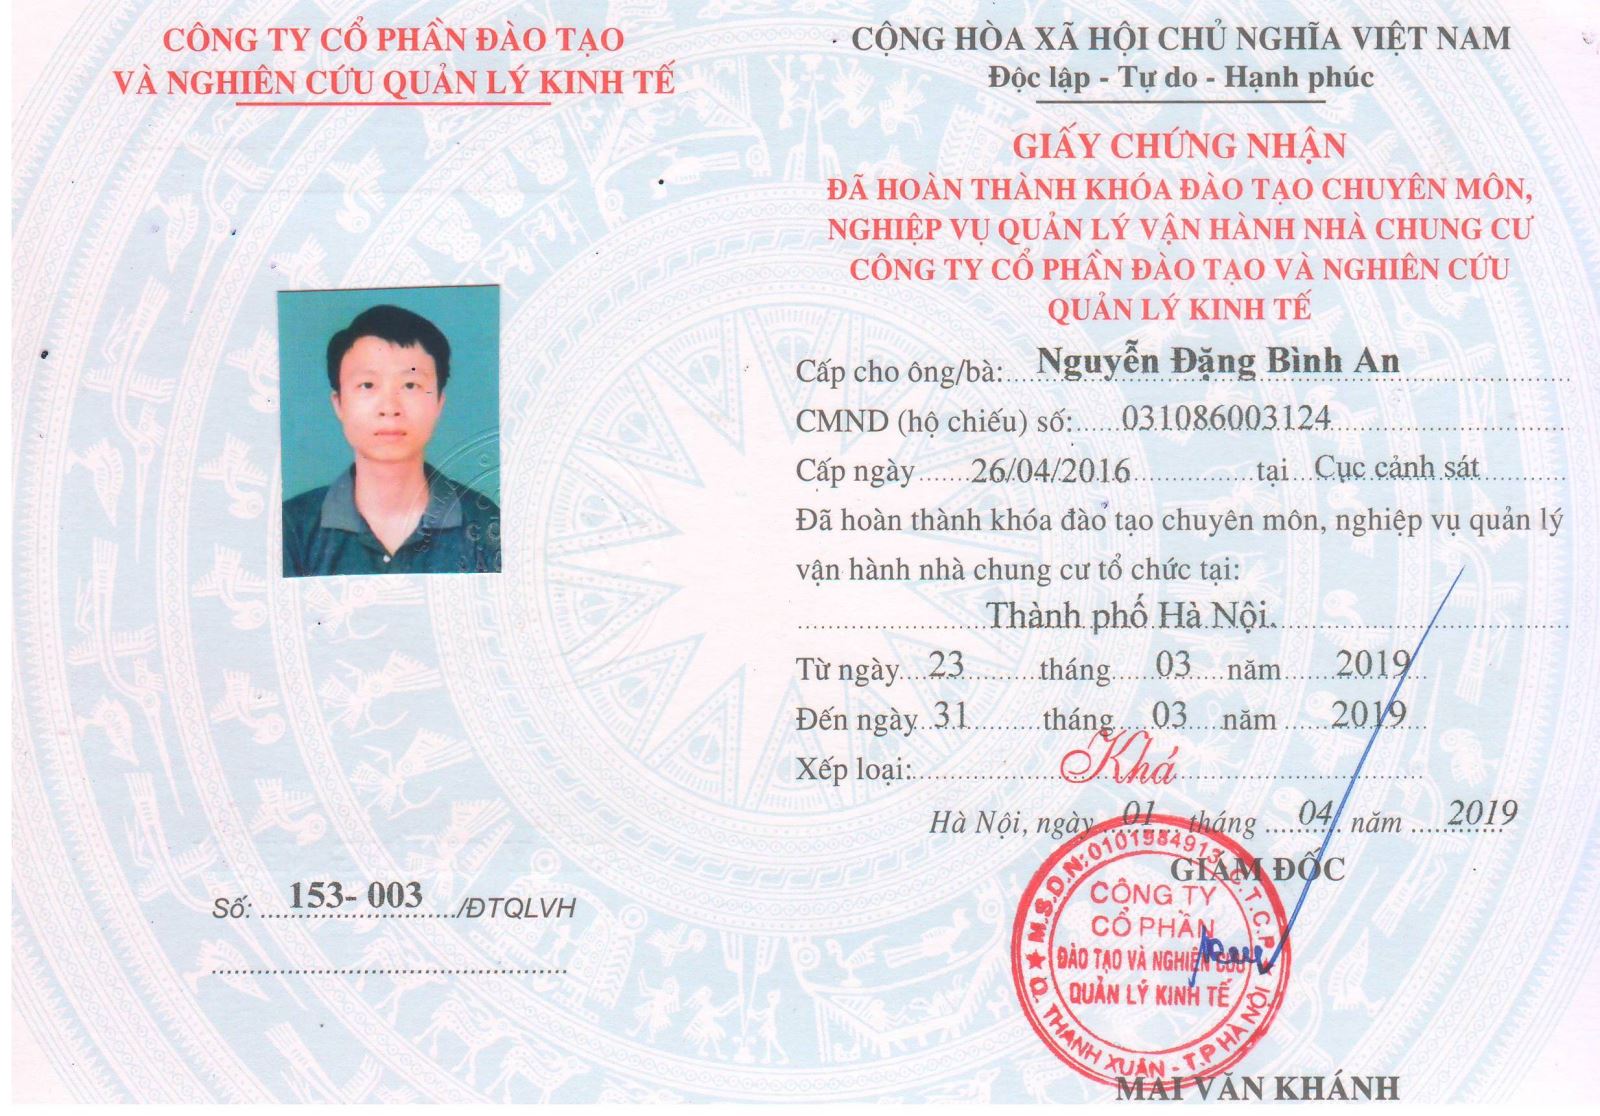 CÔNG TY CỔ PHẦN ĐÀO TẠO
VÀ NGHIÊN CỨU QUẢN LÝ KINH TẾ
CỘNG HÒA XÃ HỘI CHỦ NGHĨA VIỆT NAM
Độc lập - Tự do - Hạnh phúc
GIẤY CHỨNG NHẬN
ĐÃ HOÀN THÀNH KHÓA ĐÀO TẠO CHUYÊN MÔN,
NGHIỆP VỤ QUẢN LÝ VẬN HÀNH NHÀ CHUNG CƯ
CÔNG TY CỔ PHẦN ĐÀO TẠO VÀ NGHIÊN CỨU
QUẢN LÝ KINH TẾ
Cấp cho ông/bà: Nguyễn Đặng Bình An
CMND (hộ chiếu) số: 031086003124
Cấp ngày 26/04/2016 tại Cục cảnh sát
Đã hoàn thành khóa đào tạo chuyên môn, nghiệp vụ quản lý
vận hành nhà chung cư tổ chức tại:
Thành phố Hà Nội.
Từ ngày 23 tháng 03 năm 2019
Đến ngày 31 tháng 03 năm 2019
Xếp loại: Khá
Hà Nội, ngày 01 tháng 04 năm 2019
GIÁM ĐỐC
M.S.D.N: 0101984913 C.T.C.P
CÔNG TY
CỔ PHẦN
ĐÀO TẠO VÀ NGHIÊN CỨU
QUẢN LÝ KINH TẾ
Q. THANH XUÂN - T.P HÀ NỘI
MAI VĂN KHÁNH
Số: 153- 003 /ĐTQLVH